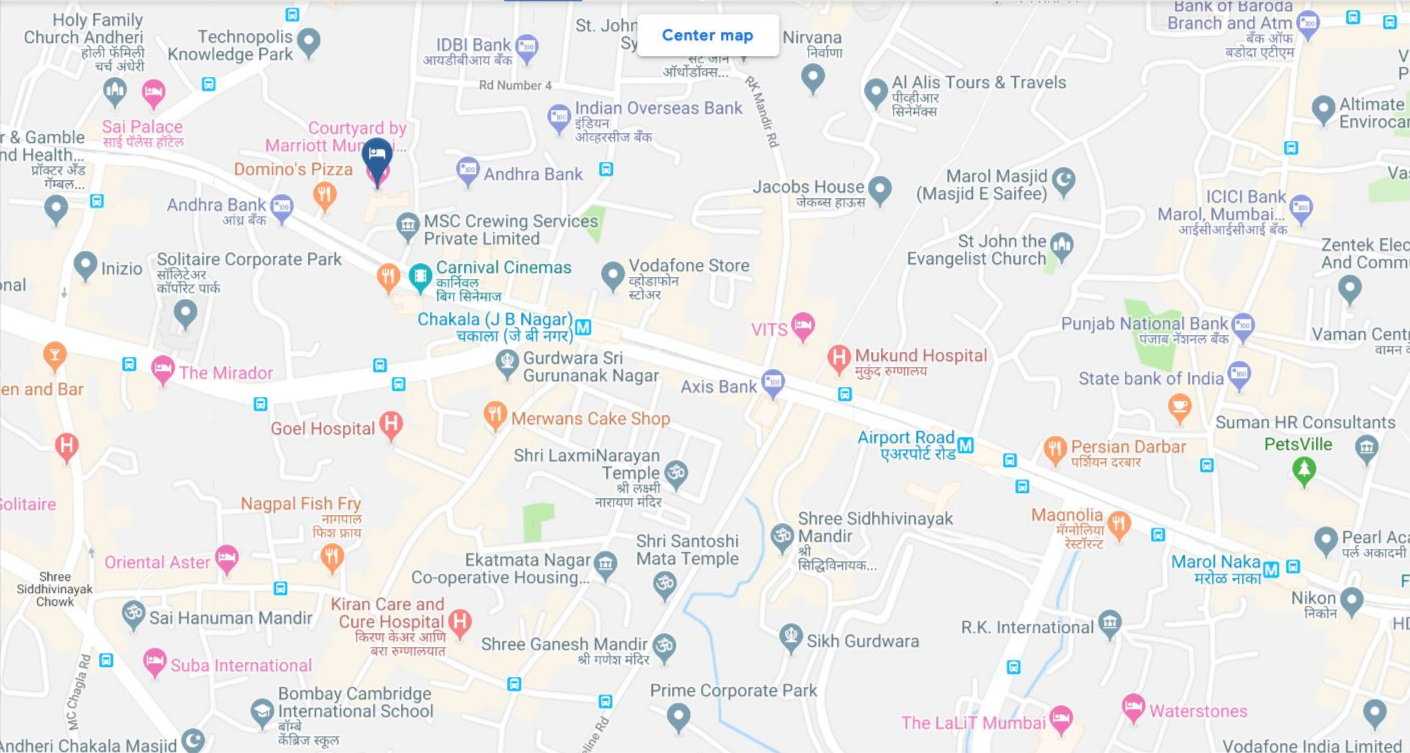 Holy Family
Church Andheri
होली फॅमिली
चर्च अंधेरी
Technopolis
Knowledge Park
IDBI Bank
आयडीबीआय बँक
St. John
Center map
Nirvana
निर्वाणा
Bank of Baroda
Branch and Atm
बँक ऑफ
बडोदा एटीएम
Rd Number 4
ऑर्थोडॉक्स...
RK Mandir Rd
Al Alis Tours & Travels
पीव्हीआर
सिनेमॅक्स
Altimate
Envirocar
Sai Palace
साई पॅलेस हॉटेल
Courtyard by
Marriott
Indian Overseas Bank
इंडियन
ओव्हरसीज बँक
r & Gamble
nd Health...
प्रॉक्टर अँड
गॅम्बल...
Domino's Pizza
Andhra Bank
Andhra Bank
आंध्र बँक
Jacobs House
जेकब्स हाऊस
Marol Masjid
(Masjid E Saifee)
ICICI Bank
Marol, Mumbai...
आईसीआईसीआई बँक
Vas
MSC Crewing Services
Private Limited
St John the
Evangelist Church
Zentek Elec
And Commu
Inizio
Solitaire Corporate Park
सॉलिटेअर
कॉर्पोरेट पार्क
onal
Carnival Cinemas
कार्निवल
बिग सिनेमाज
Vodafone Store
व्होडाफोन
स्टोअर
Chakala (J B Nagar)
चकाला (जे बी नगर)
VITS
Punjab National Bank
पंजाब नॅशनल बँक
Vaman Cent
वामन
Gurdwara Sri
Gurunanak Nagar
Mukund Hospital
मुकुंद रुग्णालय
The Mirador
en and Bar
Axis Bank
State bank of India
Goel Hospital
Merwans Cake Shop
Suman HR Consultants
Airport Road
एअरपोर्ट रोड
Persian Darbar
पर्शियन दरबार
PetsVille
Shri LaxmiNarayan
Temple
श्री लक्ष्मी
नारायण मंदिर
Solitaire
Nagpal Fish Fry
नागपाल
फिश फ्राय
Shree Sidhhivinayak
Mandir
श्री
सिद्धिविनायक...
Magnolia
मॅग्नोलिया
रेस्टॉरन्ट
Shri Santoshi
Mata Temple
Pearl Aca
पर्ल अकादमी
Oriental Aster
Ekatmata Nagar
Co-operative Housing...
Marol Naka
मरोळ नाका
Shree
Siddhivinayak
Chowk
Nikon
निकोन
Sai Hanuman Mandir
Kiran Care and
Cure Hospital
किरण केअर आणि
बरा रुग्णालयात
Shree Ganesh Mandir
श्री गणेश मंदिर
Sikh Gurdwara
R.K. International
HD
Suba International
MC Chagla Rd
Bombay Cambridge
International School
बॉम्बे
केंब्रिज स्कूल
Prime Corporate Park
The LaLiT Mumbai
Waterstones
Andheri Chakala Masjid
oline Rd
Vodafone India Limited